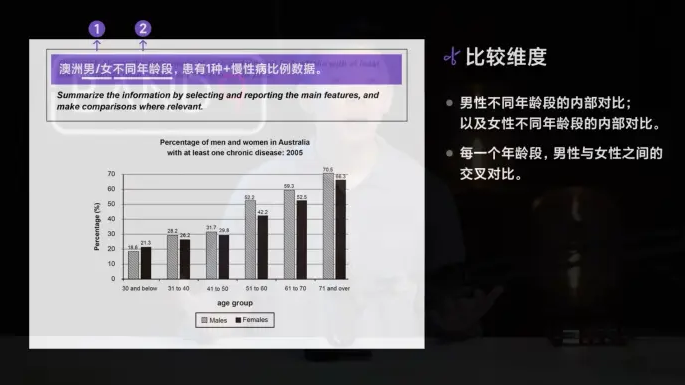 1 2
澳洲男/女不同年龄段，患有1种+慢性病比例数据。
Summarize the information by selecting and reporting the main features, and
make comparisons where relevant.
Percentage of men and women in Australia
with at least one chronic disease: 2005
Percentage (%)
70
60
50
40
30
20
10
0
18.6 21.3 28.2 26.2 31.7 29.8 52.2 42.2 59.3 52.5 70.5 66.3
30 and below 31 to 40 41 to 50 51 to 60 61 to 70 71 and over
age group
Males Females
比较维度
男性不同年龄段的内部对比；
以及女性不同年龄段的内部对比。
每一个年龄段，男性与女性之间的
交叉对比。